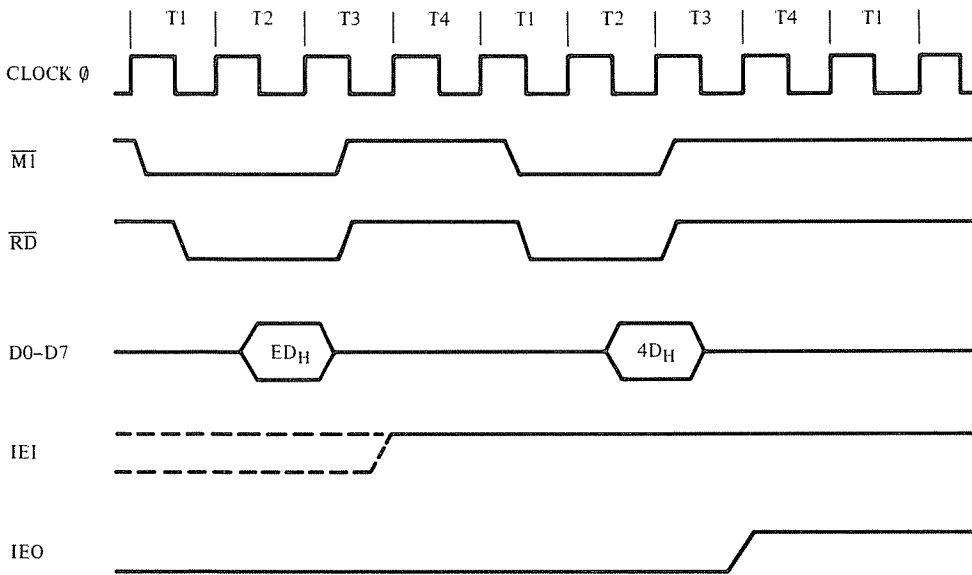 T1 T2 T3 T4 T1 T2 T3 T4 T1
CLOCK Φ
M1
RD
D0–D7 ED_H 4D_H
IEI
IEO